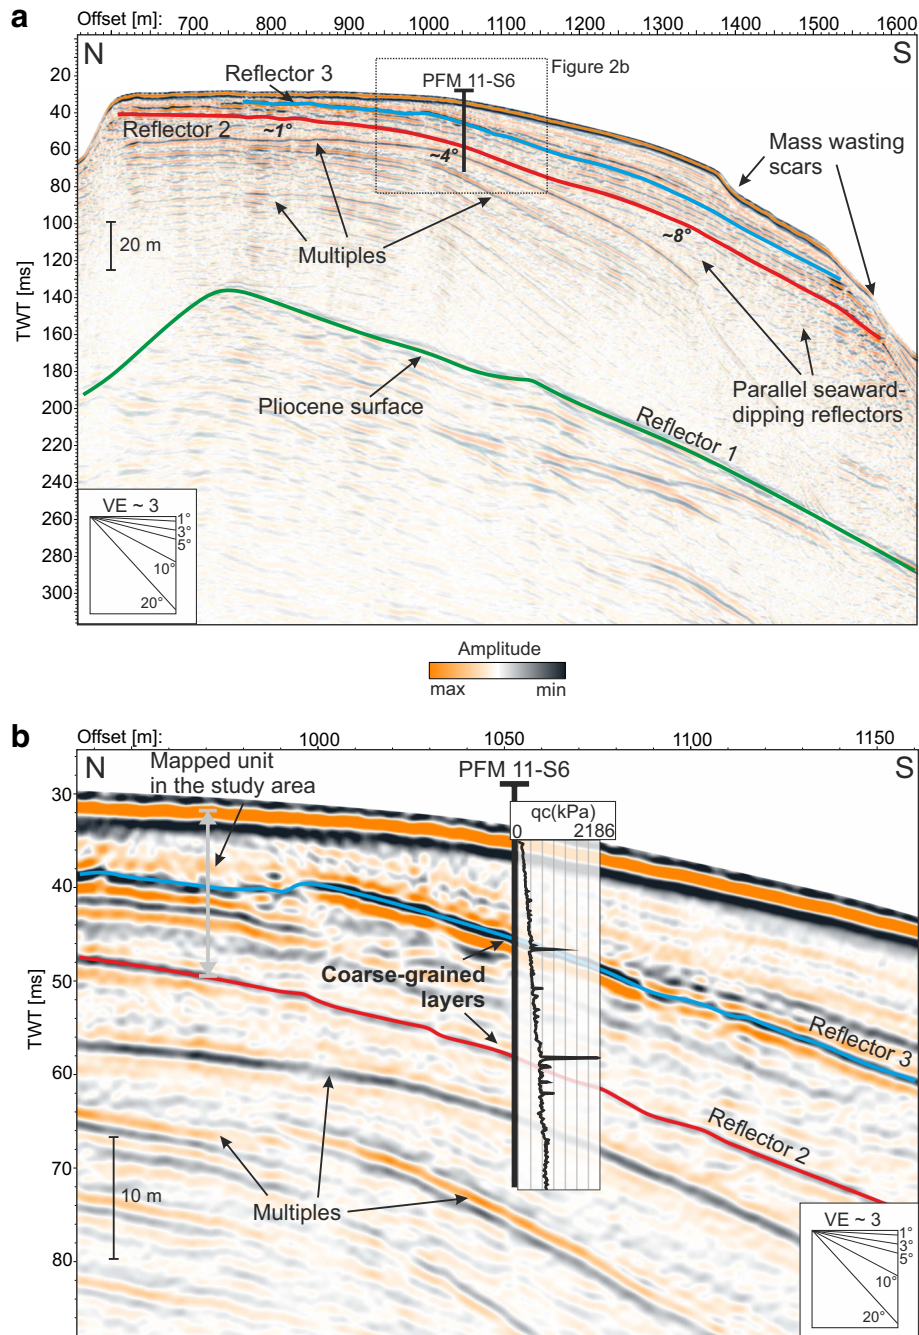 a
Offset [m]: 700 800 900 1000 1100 1200 1300 1400 1500 1600
N
S
Reflector 3
PFM 11-S6
Figure 2b
Reflector 2
~1°
~4°
~8°
Mass wasting
scars
Multiples
20 m
TWT [ms]
20
40
60
80
100
120
140
160
180
200
220
240
260
280
300
Pliocene surface
Parallel seaward-
dipping reflectors
Reflector 1
VE ~ 3
1°
3°
5°
10°
20°
Amplitude
max min
b
Offset [m]: 1000 1050 1100 1150
N
S
Mapped unit
in the study area
PFM 11-S6
qc(kPa)
0 2186
TWT [ms]
30
40
50
60
70
80
Coarse-grained
layers
Reflector 3
Reflector 2
Multiples
10 m
VE ~ 3
1°
3°
5°
10°
20°